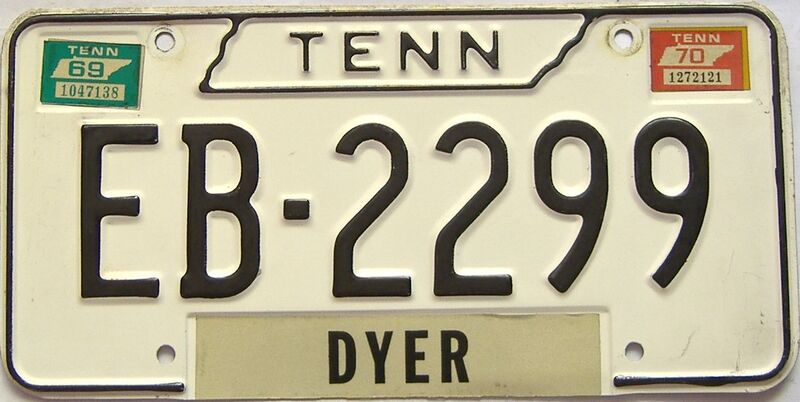 TENN
69
1047138
TENN
TENN
70
1272121
EB-2299
DYER